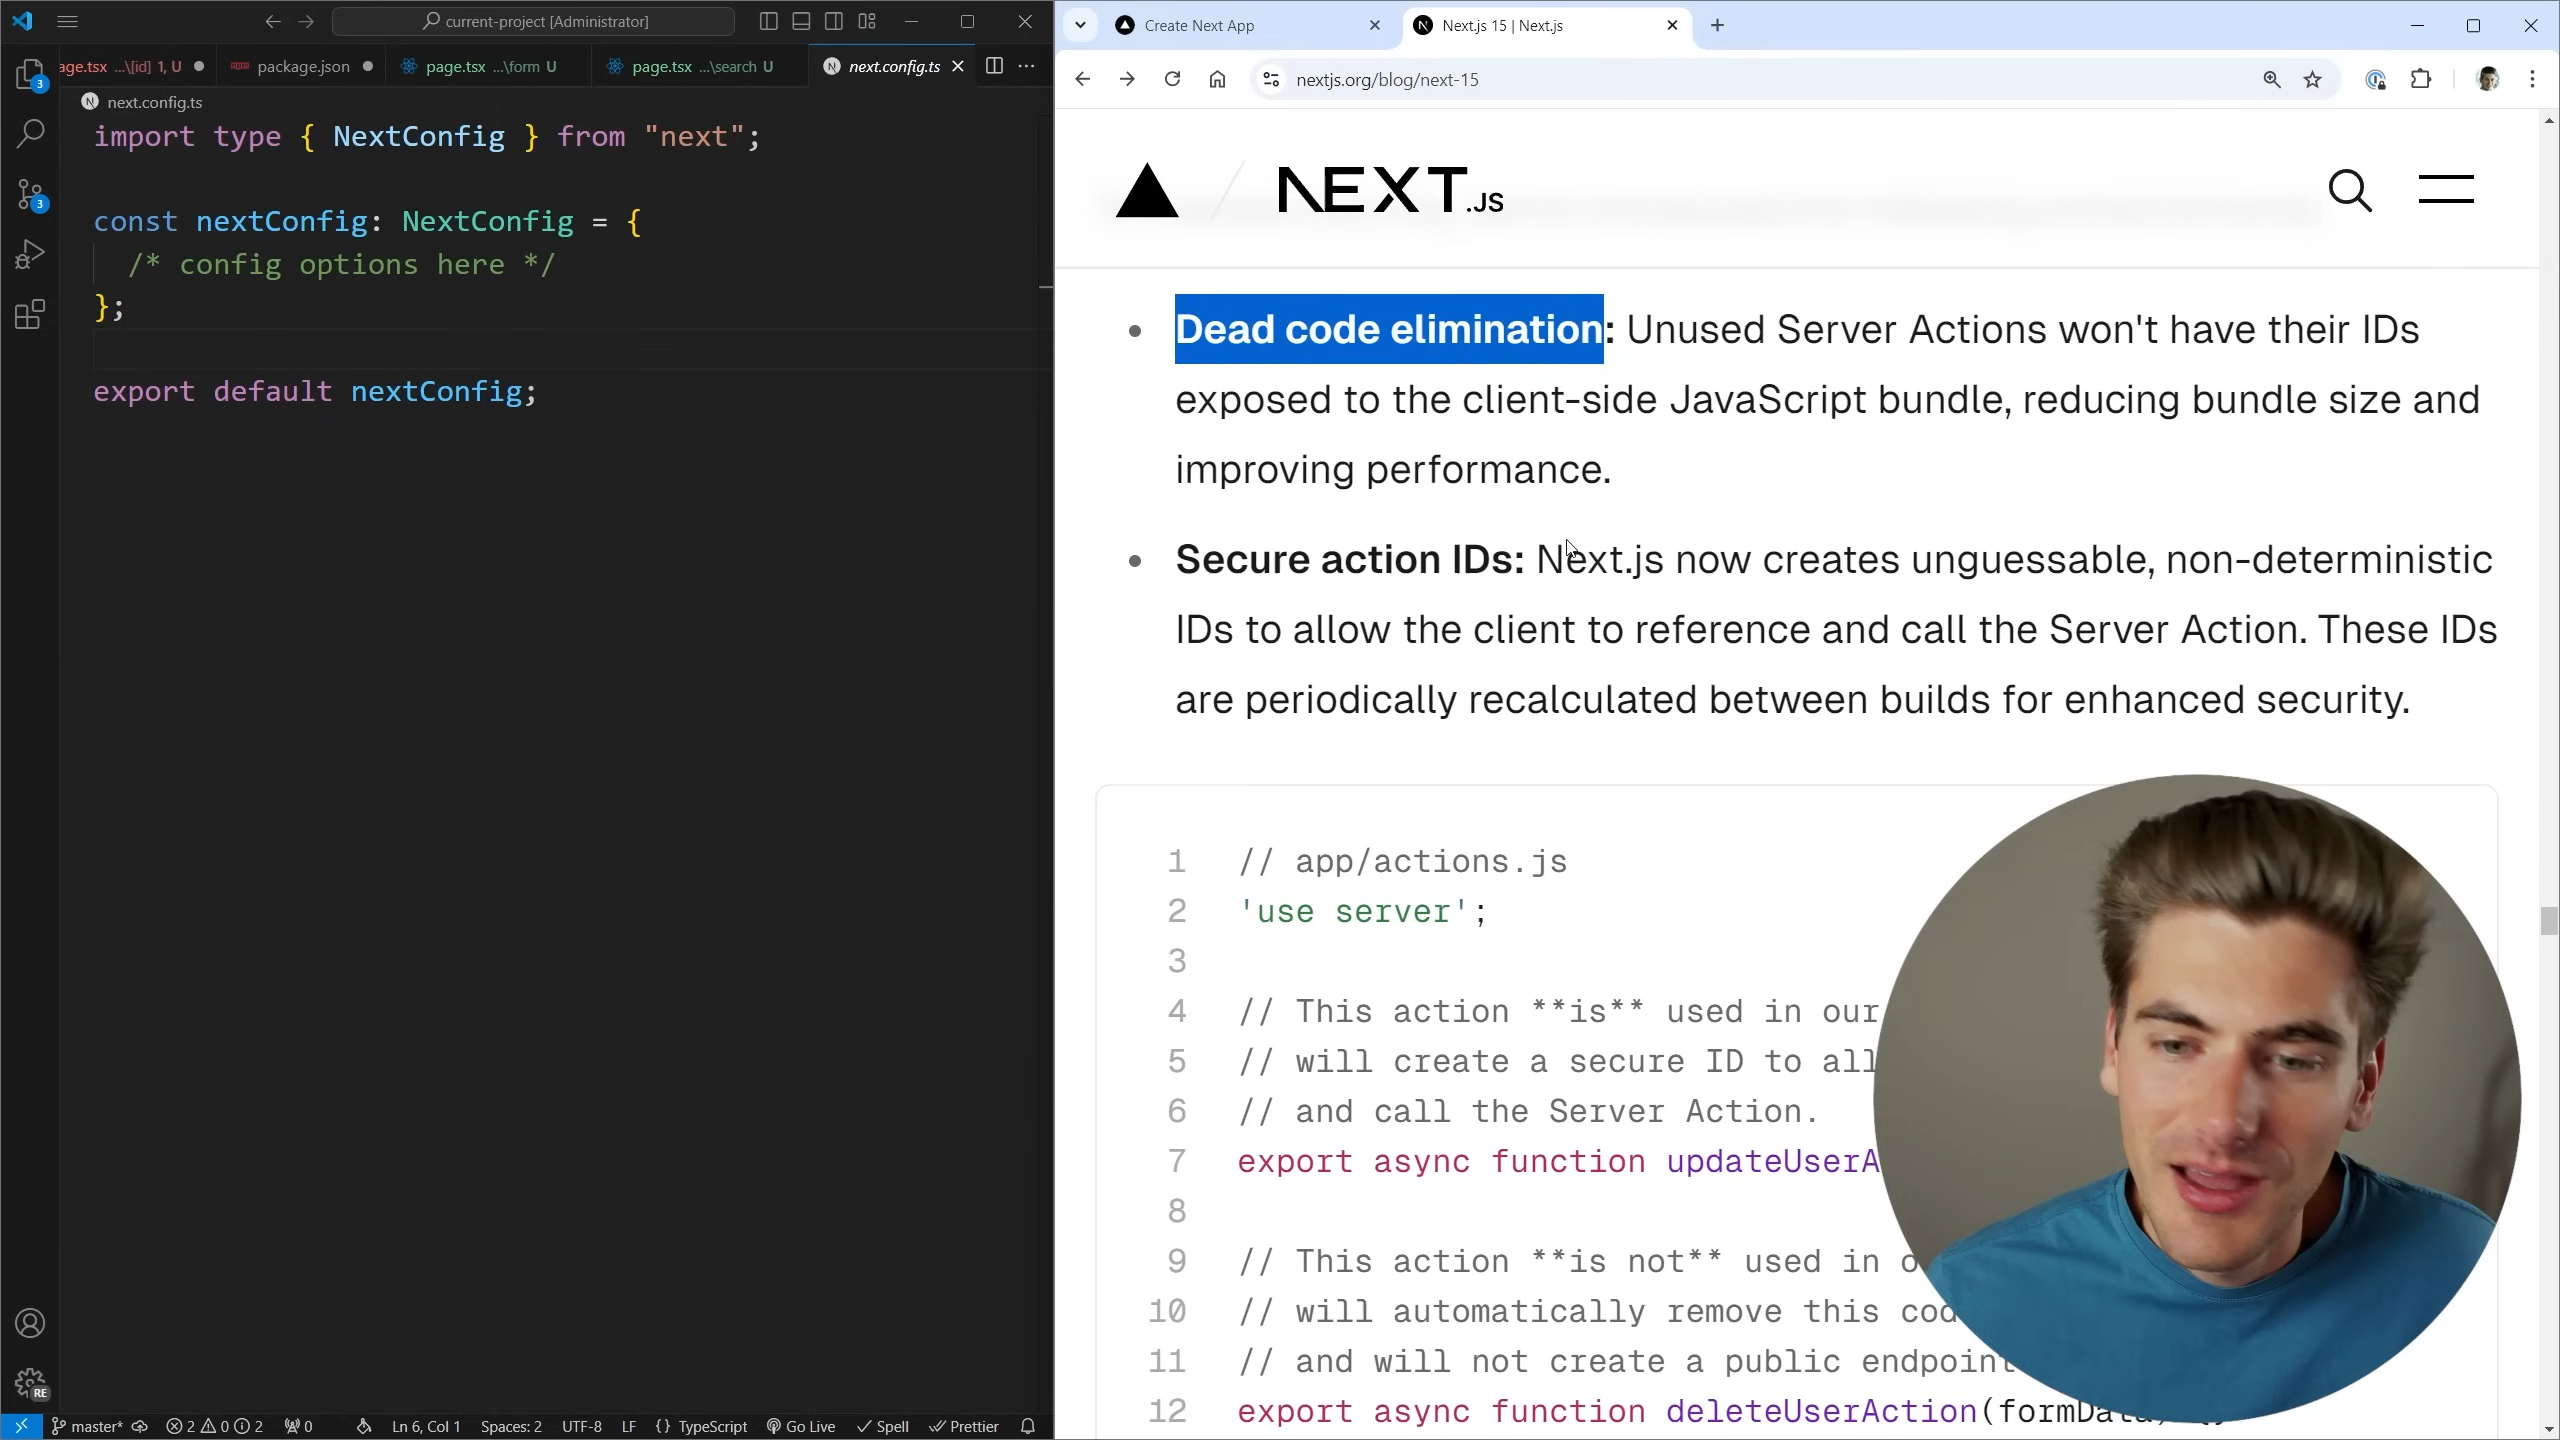 current-project [Administrator]
age.tsx ...\[id] 1, U
package.json
page.tsx ...\form U
page.tsx ...\search U
next.config.ts
next.config.ts
import type { NextConfig } from "next";
const nextConfig: NextConfig = {
/* config options here */
};
export default nextConfig;
3
3
RE
master*
2 0 2
0
Ln 6, Col 1
Spaces: 2
UTF-8
LF
{ } TypeScript
Go Live
Spell
Prettier
Create Next App
Next.js 15 | Next.js
nextjs.org/blog/next-15
NEXT.JS
Dead code elimination: Unused Server Actions won't have their IDs
exposed to the client-side JavaScript bundle, reducing bundle size and
improving performance.
Secure action IDs: Next.js now creates unguessable, non-deterministic
IDs to allow the client to reference and call the Server Action. These IDs
are periodically recalculated between builds for enhanced security.
1 // app/actions.js
2 'use server';
3
4 // This action **is** used in our
5 // will create a secure ID to all
6 // and call the Server Action.
7 export async function updateUserA
8
9 // This action **is not** used in o
10 // will automatically remove this cod
11 // and will not create a public endpoint
12 export async function deleteUserAction(formData) {}